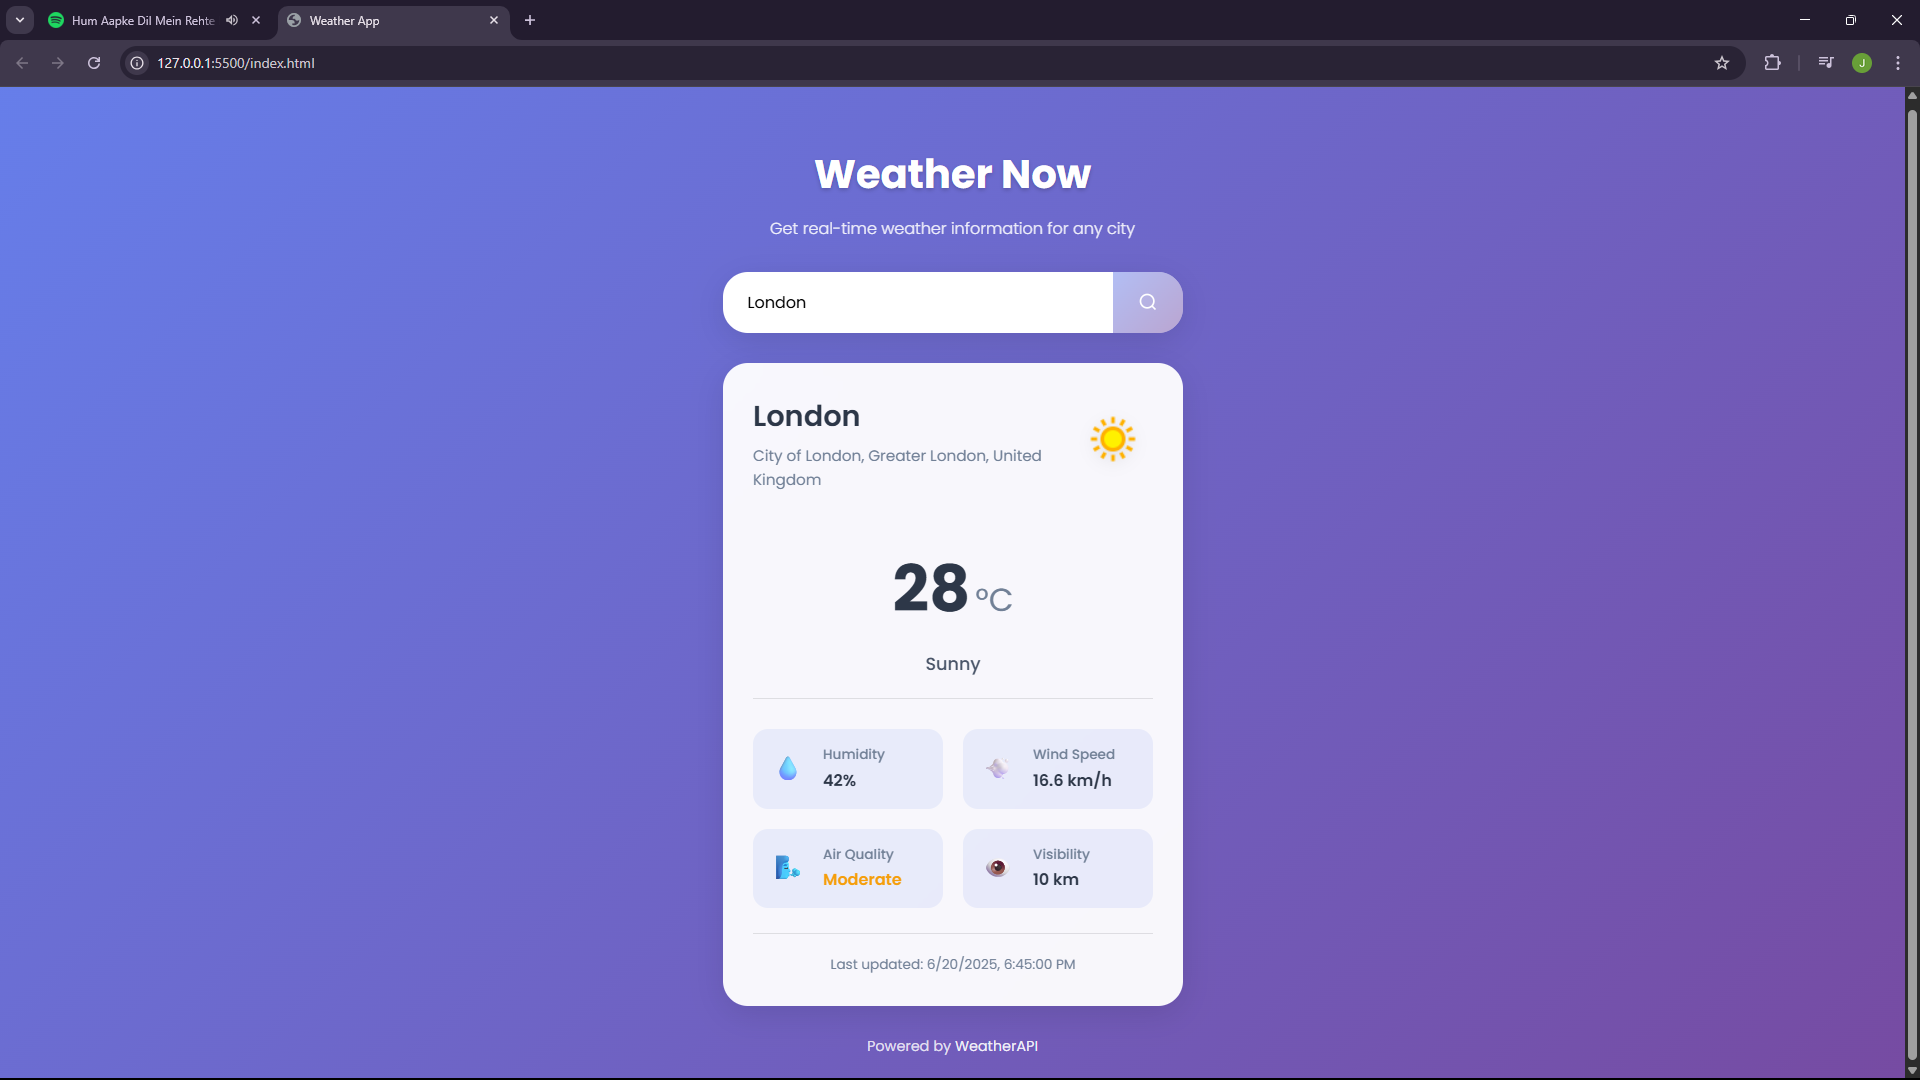 Hum Aapke Dil Mein Rehte
Weather App
127.0.0.1:5500/index.html
J
Weather Now
Get real-time weather information for any city
London
London
City of London, Greater London, United
Kingdom
28 °C
Sunny
Humidity
42%
Wind Speed
16.6 km/h
Air Quality
Moderate
Visibility
10 km
Last updated: 6/20/2025, 6:45:00 PM
Powered by WeatherAPI